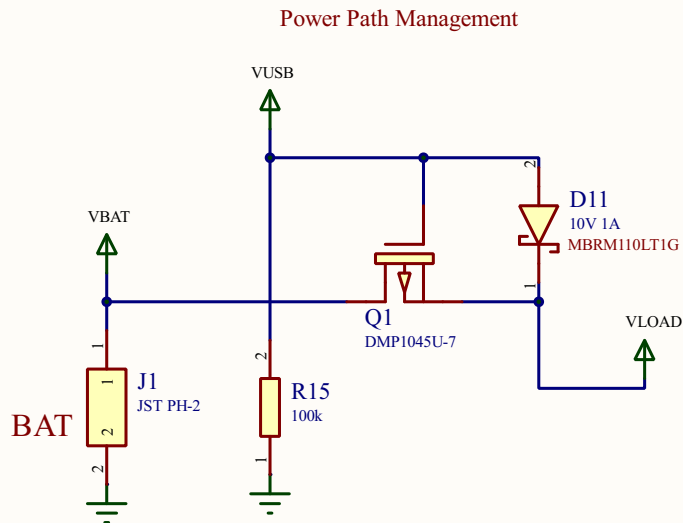 Power Path Management
VUSB
VBAT
2
D11
10V 1A
MBRM110LT1G
1
Q1
DMP1045U-7
VLOAD
1
1
J1
JST PH-2
BAT
2
2
2
R15
100k
1